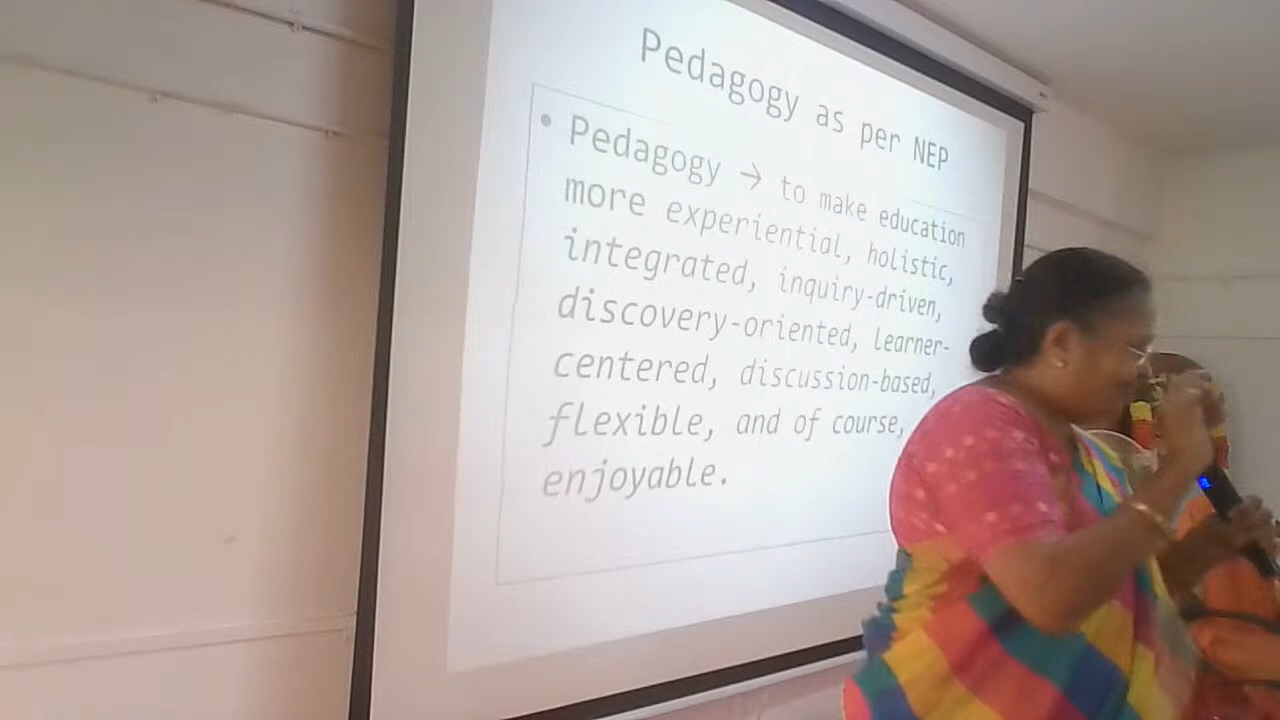 Pedagogy as per NEP
• Pedagogy → to make education
more experiential, holistic,
integrated, inquiry-driven,
discovery-oriented, learner-
centered, discussion-based,
flexible, and of course,
enjoyable.